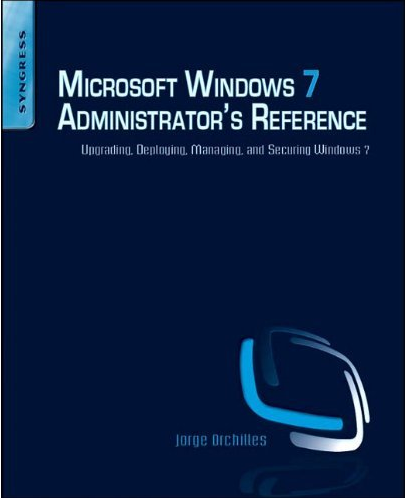 SYNGRESS
MICROSOFT WINDOWS 7
ADMINISTRATOR'S REFERENCE
Upgrading, Deploying, Managing, and Securing Windows 7
Jorge Orchilles